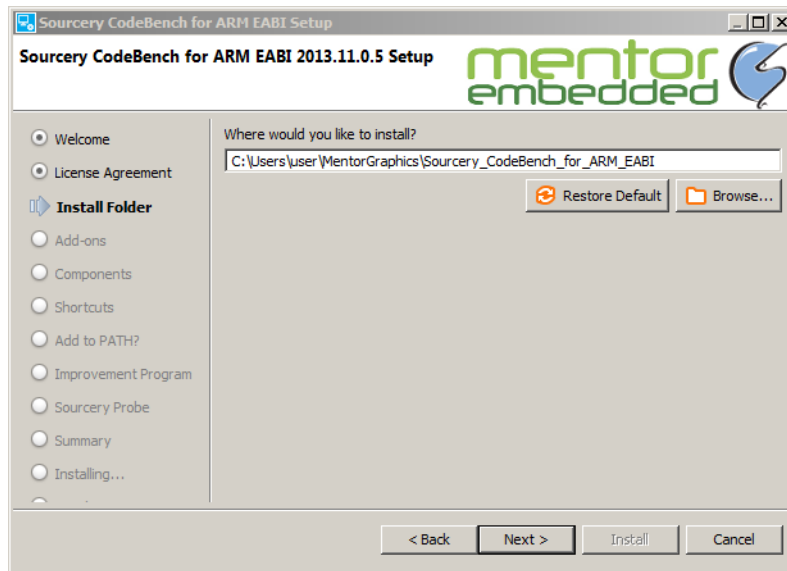 Sourcery CodeBench for ARM EABI Setup
Sourcery CodeBench for ARM EABI 2013.11.0.5 Setup
mentor
embedded
Welcome
License Agreement
Install Folder
Add-ons
Components
Shortcuts
Add to PATH?
Improvement Program
Sourcery Probe
Summary
Installing...
Where would you like to install?
C:\Users\user\MentorGraphics\Sourcery_CodeBench_for_ARM_EABI
Restore Default Browse...
< Back Next > Install Cancel